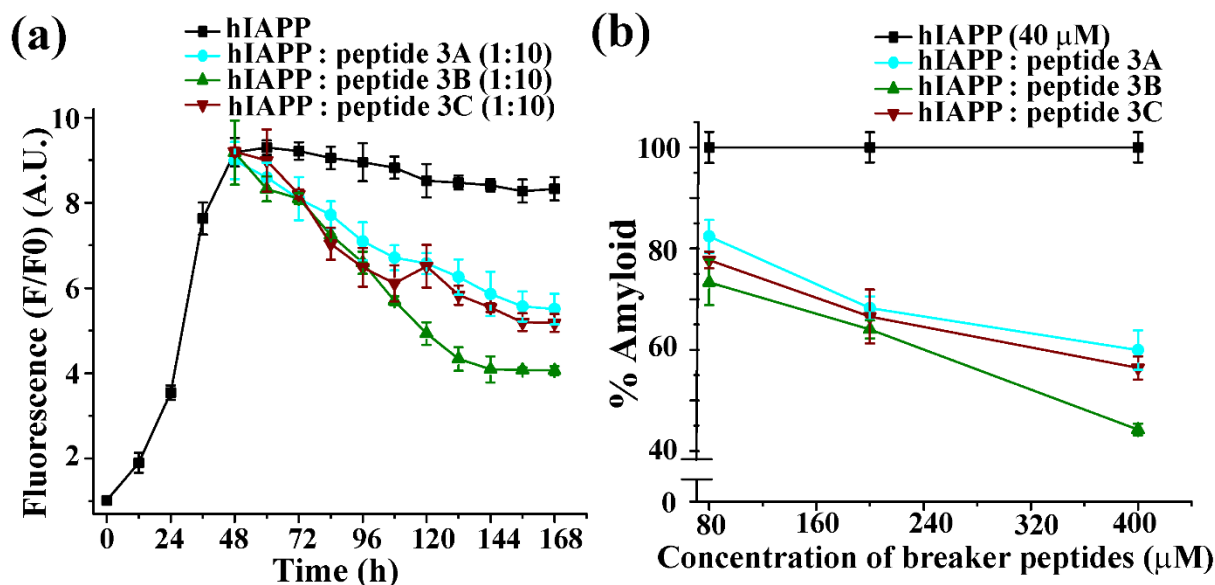 (a)
hIAPP
hIAPP : peptide 3A (1:10)
hIAPP : peptide 3B (1:10)
hIAPP : peptide 3C (1:10)
Fluorescence (F/F0) (A.U.)
10
8
6
4
2
0 24 48 72 96 120 144 168
Time (h)
(b)
hIAPP (40 μM)
hIAPP : peptide 3A
hIAPP : peptide 3B
hIAPP : peptide 3C
% Amyloid
100
80
60
40
0
80 160 240 320 400
Concentration of breaker peptides (μM)